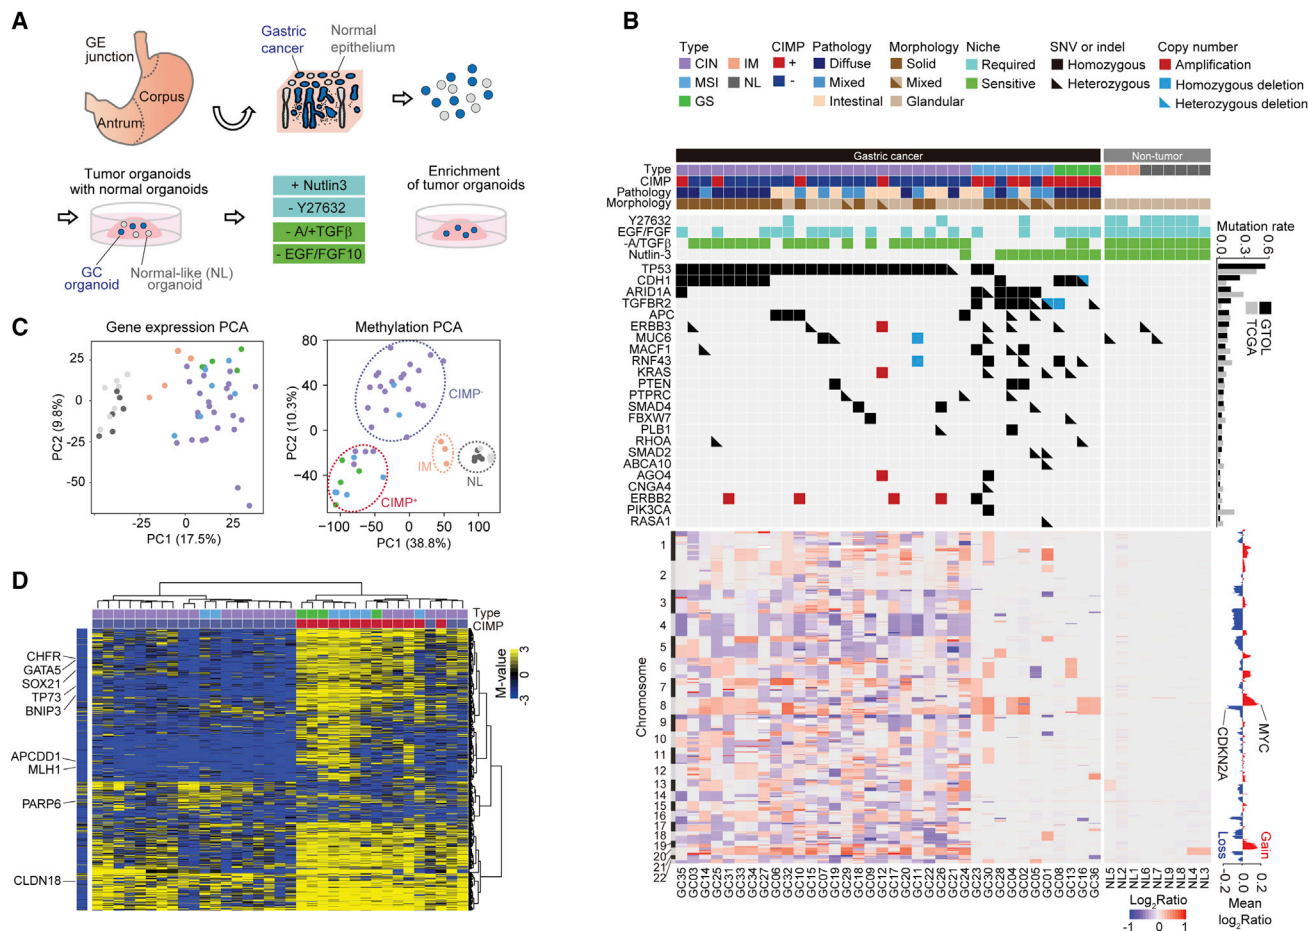 A
GE
junction
Corpus
Antrum
Gastric
cancer
Normal
epithelium
Tumor organoids
with normal organoids
GC
organoid
Normal-like (NL)
organoid
+ Nutlin3
- Y27632
- A/+TGFβ
- EGF/FGF10
Enrichment
of tumor organoids
B
Type
CIN
IM
MSI
NL
GS
CIMP
+
-
Pathology
Diffuse
Mixed
Intestinal
Morphology
Solid
Mixed
Glandular
Niche
Required
Sensitive
SNV or indel
Homozygous
Heterozygous
Copy number
Amplification
Homozygous deletion
Heterozygous deletion
Gastric cancer
Non-tumor
Type
CIMP
Pathology
Morphology
Y27632
EGF/FGF
-A/TGFβ
Nutlin-3
Mutation rate
0
0.3
0.6
GTOL
TCGA
TP53
CDH1
ARID1A
TGFBR2
APC
ERBB3
MUC6
MACF1
RNF43
KRAS
PTEN
PTPRC
SMAD4
FBXW7
PLB1
RHOA
SMAD2
ABCA10
AGO4
CNGA4
ERBB2
PIK3CA
RASA1
Chromosome
1
2
3
4
5
6
7
8
9
10
11
12
13
14
15
16
17
18
19
20
21
22
GC35
GC03
GC14
GC25
GC31
GC33
GC34
GC27
GC06
GC32
GC15
GC07
GC19
GC29
GC18
GC09
GC12
GC17
GC20
GC11
GC22
GC26
GC21
GC24
GC23
GC30
GC28
GC04
GC02
GC05
GC01
GC08
GC13
GC16
GC36
NL5
NL2
NL1
NL6
NL7
NL9
NL8
NL4
NL3
MYC
CDKN2A
Loss
Gain
-0.2
0.0
0.2
Mean
log2Ratio
Log2Ratio
-1
0
1
C
Gene expression PCA
PC2 (9.8%)
25
0
-25
-50
-25
0
25
PC1 (17.5%)
Methylation PCA
PC2 (10.3%)
80
40
0
−40
CIMP-
IM
NL
CIMP+
−100
−50
0
50
100
PC1 (38.8%)
D
Type
CIMP
CHFR
GATA5
SOX21
TP73
BNIP3
APCDD1
MLH1
PARP6
CLDN18
M-value
3
0
-3